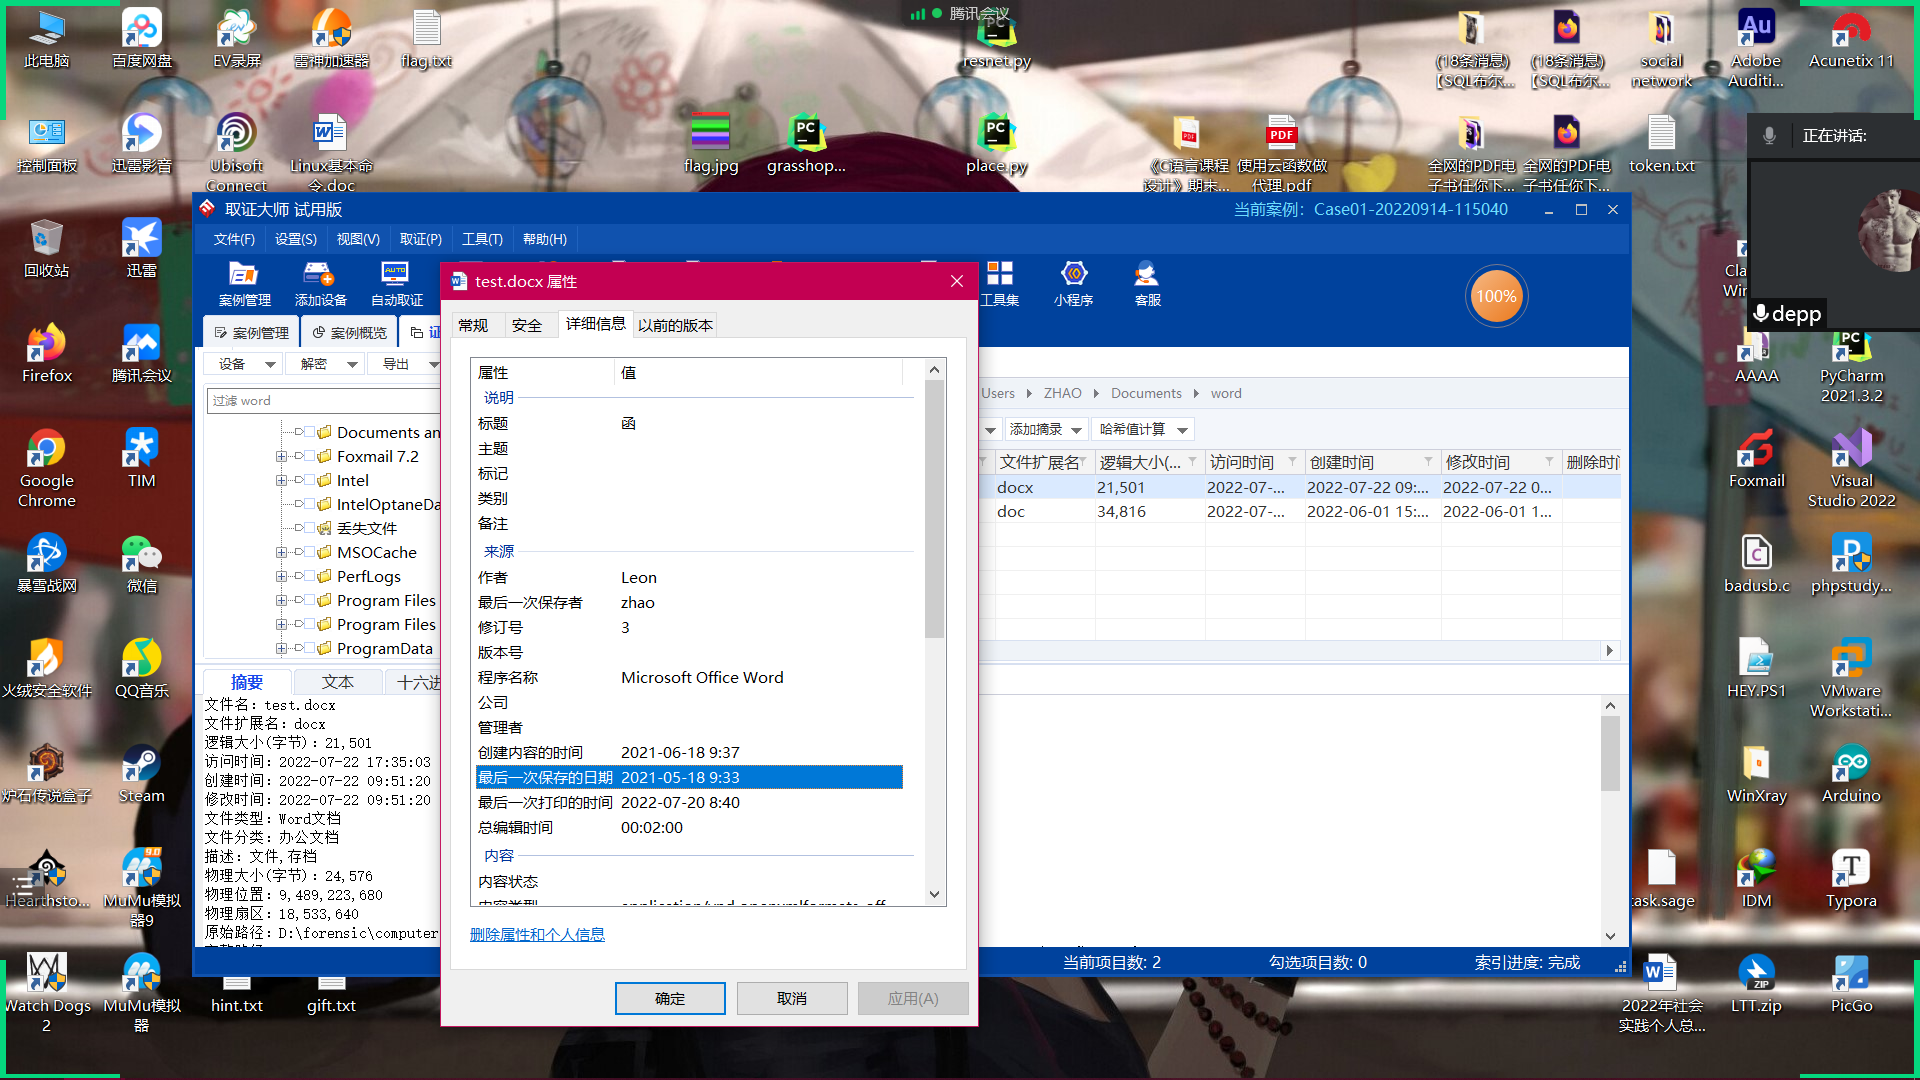 腾讯会议
此电脑
百度网盘
EV录屏
雷神加速器
flag.txt
resnet.py
(18条消息)
【SQL布尔...
(18条消息)
【SQL布尔...
social
network
Adobe
Auditi...
Acunetix 11
控制面板
迅雷影音
Ubisoft
Connect
Linux基本命
令.doc
flag.jpg
grasshop...
place.py
《C语言课程
设计》期末...
使用云函数做
代理.pdf
全网的PDF电
子书任你下...
全网的PDF电
子书任你下...
token.txt
正在讲话:
depp
回收站
迅雷
Firefox
腾讯会议
Google
Chrome
TIM
暴雪战网
微信
火绒安全软件
QQ音乐
炉石传说盒子
Steam
Hearthsto...
MuMu模拟
器9
Watch Dogs
2
MuMu模拟
器
hint.txt
gift.txt
取证大师 试用版
当前案例: Case01-20220914-115040
文件(F)
设置(S)
视图(V)
取证(P)
工具(T)
帮助(H)
案例管理
添加设备
自动取证
工具集
小程序
客服
100%
案例管理
案例概览
证
设备
解密
导出
过滤 word
Documents an
Foxmail 7.2
Intel
IntelOptaneDa
丢失文件
MSOCache
PerfLogs
Program Files
Program Files
ProgramData
Users
ZHAO
Documents
word
添加摘录
哈希值计算
文件扩展名
逻辑大小(...
访问时间
创建时间
修改时间
删除时间
docx
21,501
2022-07-...
2022-07-22 09:...
2022-07-22 0...
doc
34,816
2022-07-...
2022-06-01 15:...
2022-06-01 1...
摘要
文本
十六进
文件名: test.docx
文件扩展名: docx
逻辑大小(字节): 21,501
访问时间: 2022-07-22 17:35:03
创建时间: 2022-07-22 09:51:20
修改时间: 2022-07-22 09:51:20
文件类型: Word文档
文件分类: 办公文档
描述: 文件,存档
物理大小(字节): 24,576
物理位置: 9,489,223,680
物理扇区: 18,533,640
原始路径: D:\forensic\computer
当前项目数: 2
勾选项目数: 0
索引进度: 完成
test.docx 属性
常规
安全
详细信息
以前的版本
属性
值
说明
标题
函
主题
标记
类别
备注
来源
作者
Leon
最后一次保存者
zhao
修订号
3
版本号
程序名称
Microsoft Office Word
公司
管理者
创建内容的时间
2021-06-18 9:37
最后一次保存的日期
2021-05-18 9:33
最后一次打印的时间
2022-07-20 8:40
总编辑时间
00:02:00
内容
内容状态
删除属性和个人信息
确定
取消
应用(A)
Cla
Win
AAAA
PyCharm
2021.3.2
Foxmail
Visual
Studio 2022
badusb.c
phpstudy...
HEY.PS1
VMware
Workstati...
WinXray
Arduino
task.sage
IDM
Typora
2022年社会
实践个人总...
LTT.zip
PicGo